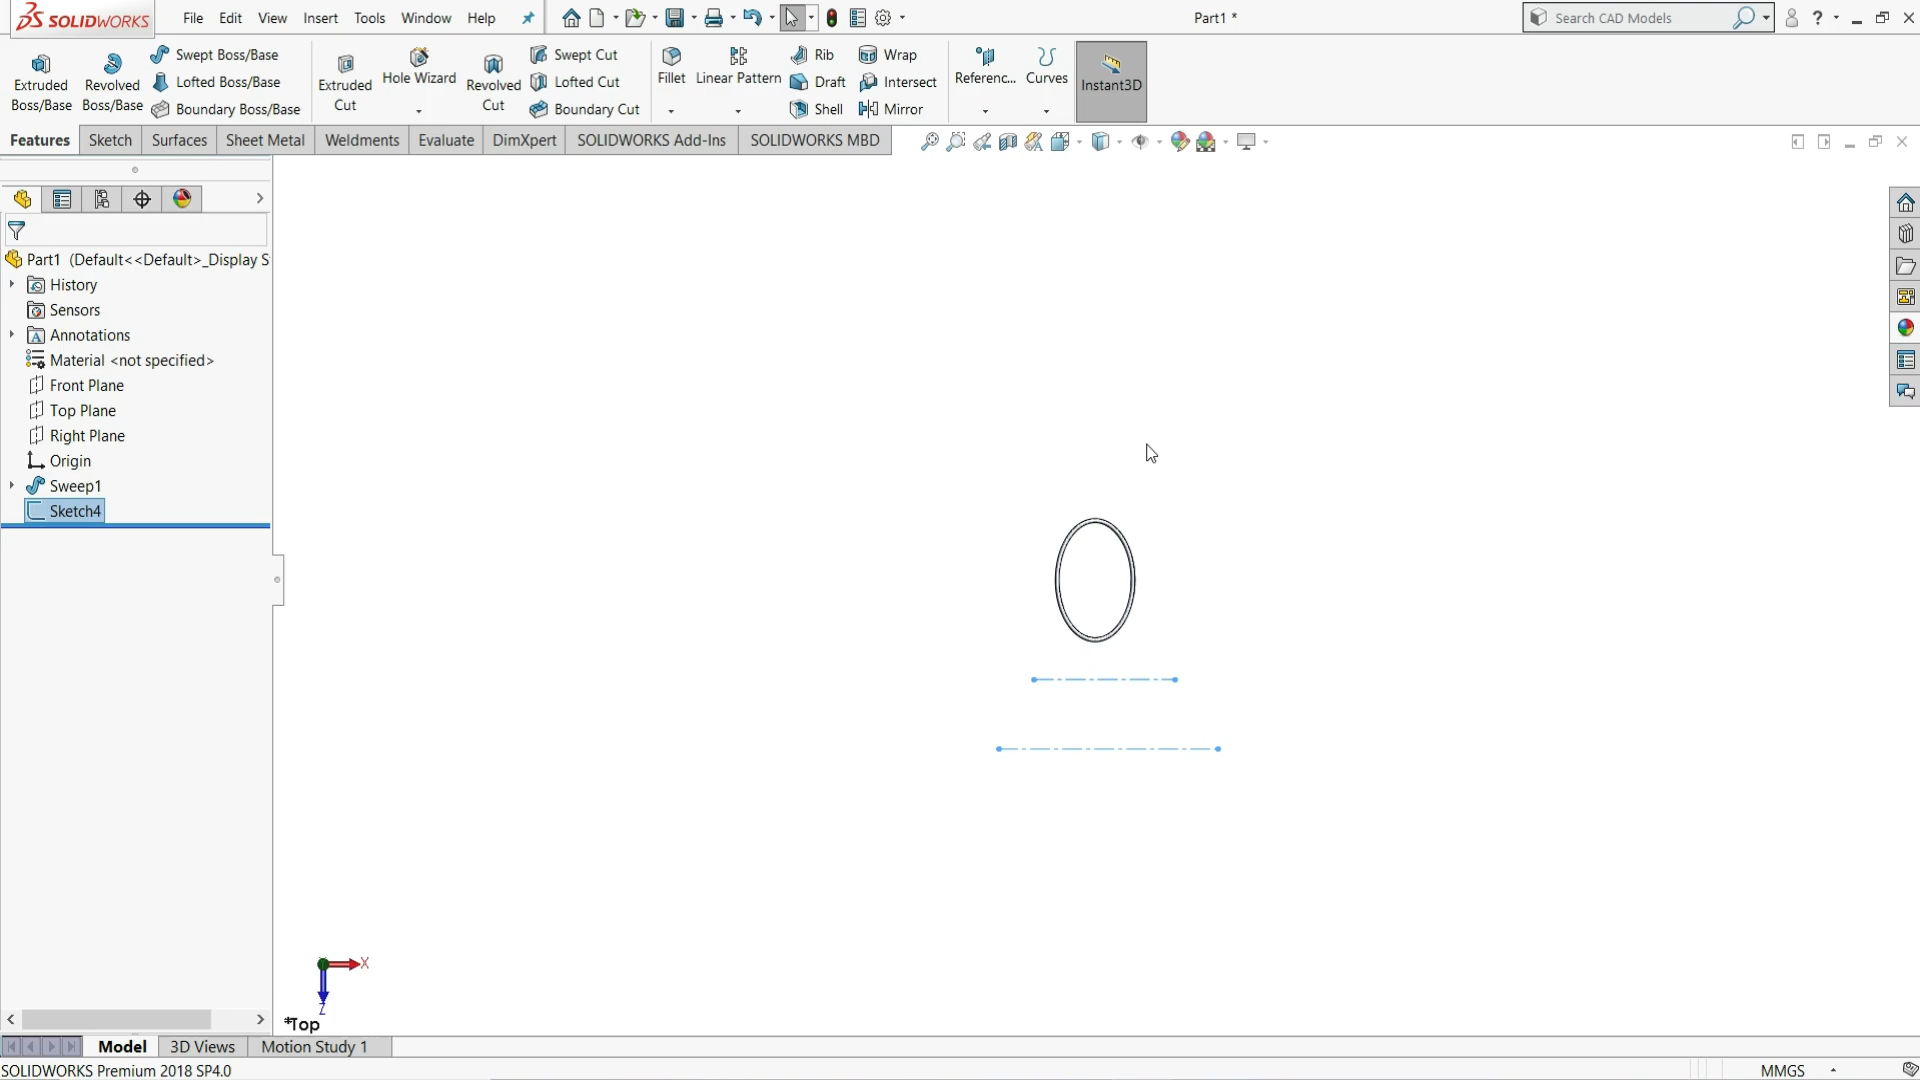 SOLIDWORKS File Edit View Insert Tools Window Help Part1 * Search CAD Models ?
Extruded Boss/Base
Revolved Boss/Base
Swept Boss/Base
Lofted Boss/Base
Boundary Boss/Base
Extruded Cut
Hole Wizard
Revolved Cut
Swept Cut
Lofted Cut
Boundary Cut
Fillet
Linear Pattern
Rib
Draft
Shell
Wrap
Intersect
Mirror
Referenc...
Curves
Instant3D
Features Sketch Surfaces Sheet Metal Weldments Evaluate DimXpert SOLIDWORKS Add-Ins SOLIDWORKS MBD
Part1 (Default<<Default>_Display S
History
Sensors
Annotations
Material <not specified>
Front Plane
Top Plane
Right Plane
Origin
Sweep1
Sketch4
X
Z
*Top
Model 3D Views Motion Study 1
SOLIDWORKS Premium 2018 SP4.0 MMGS